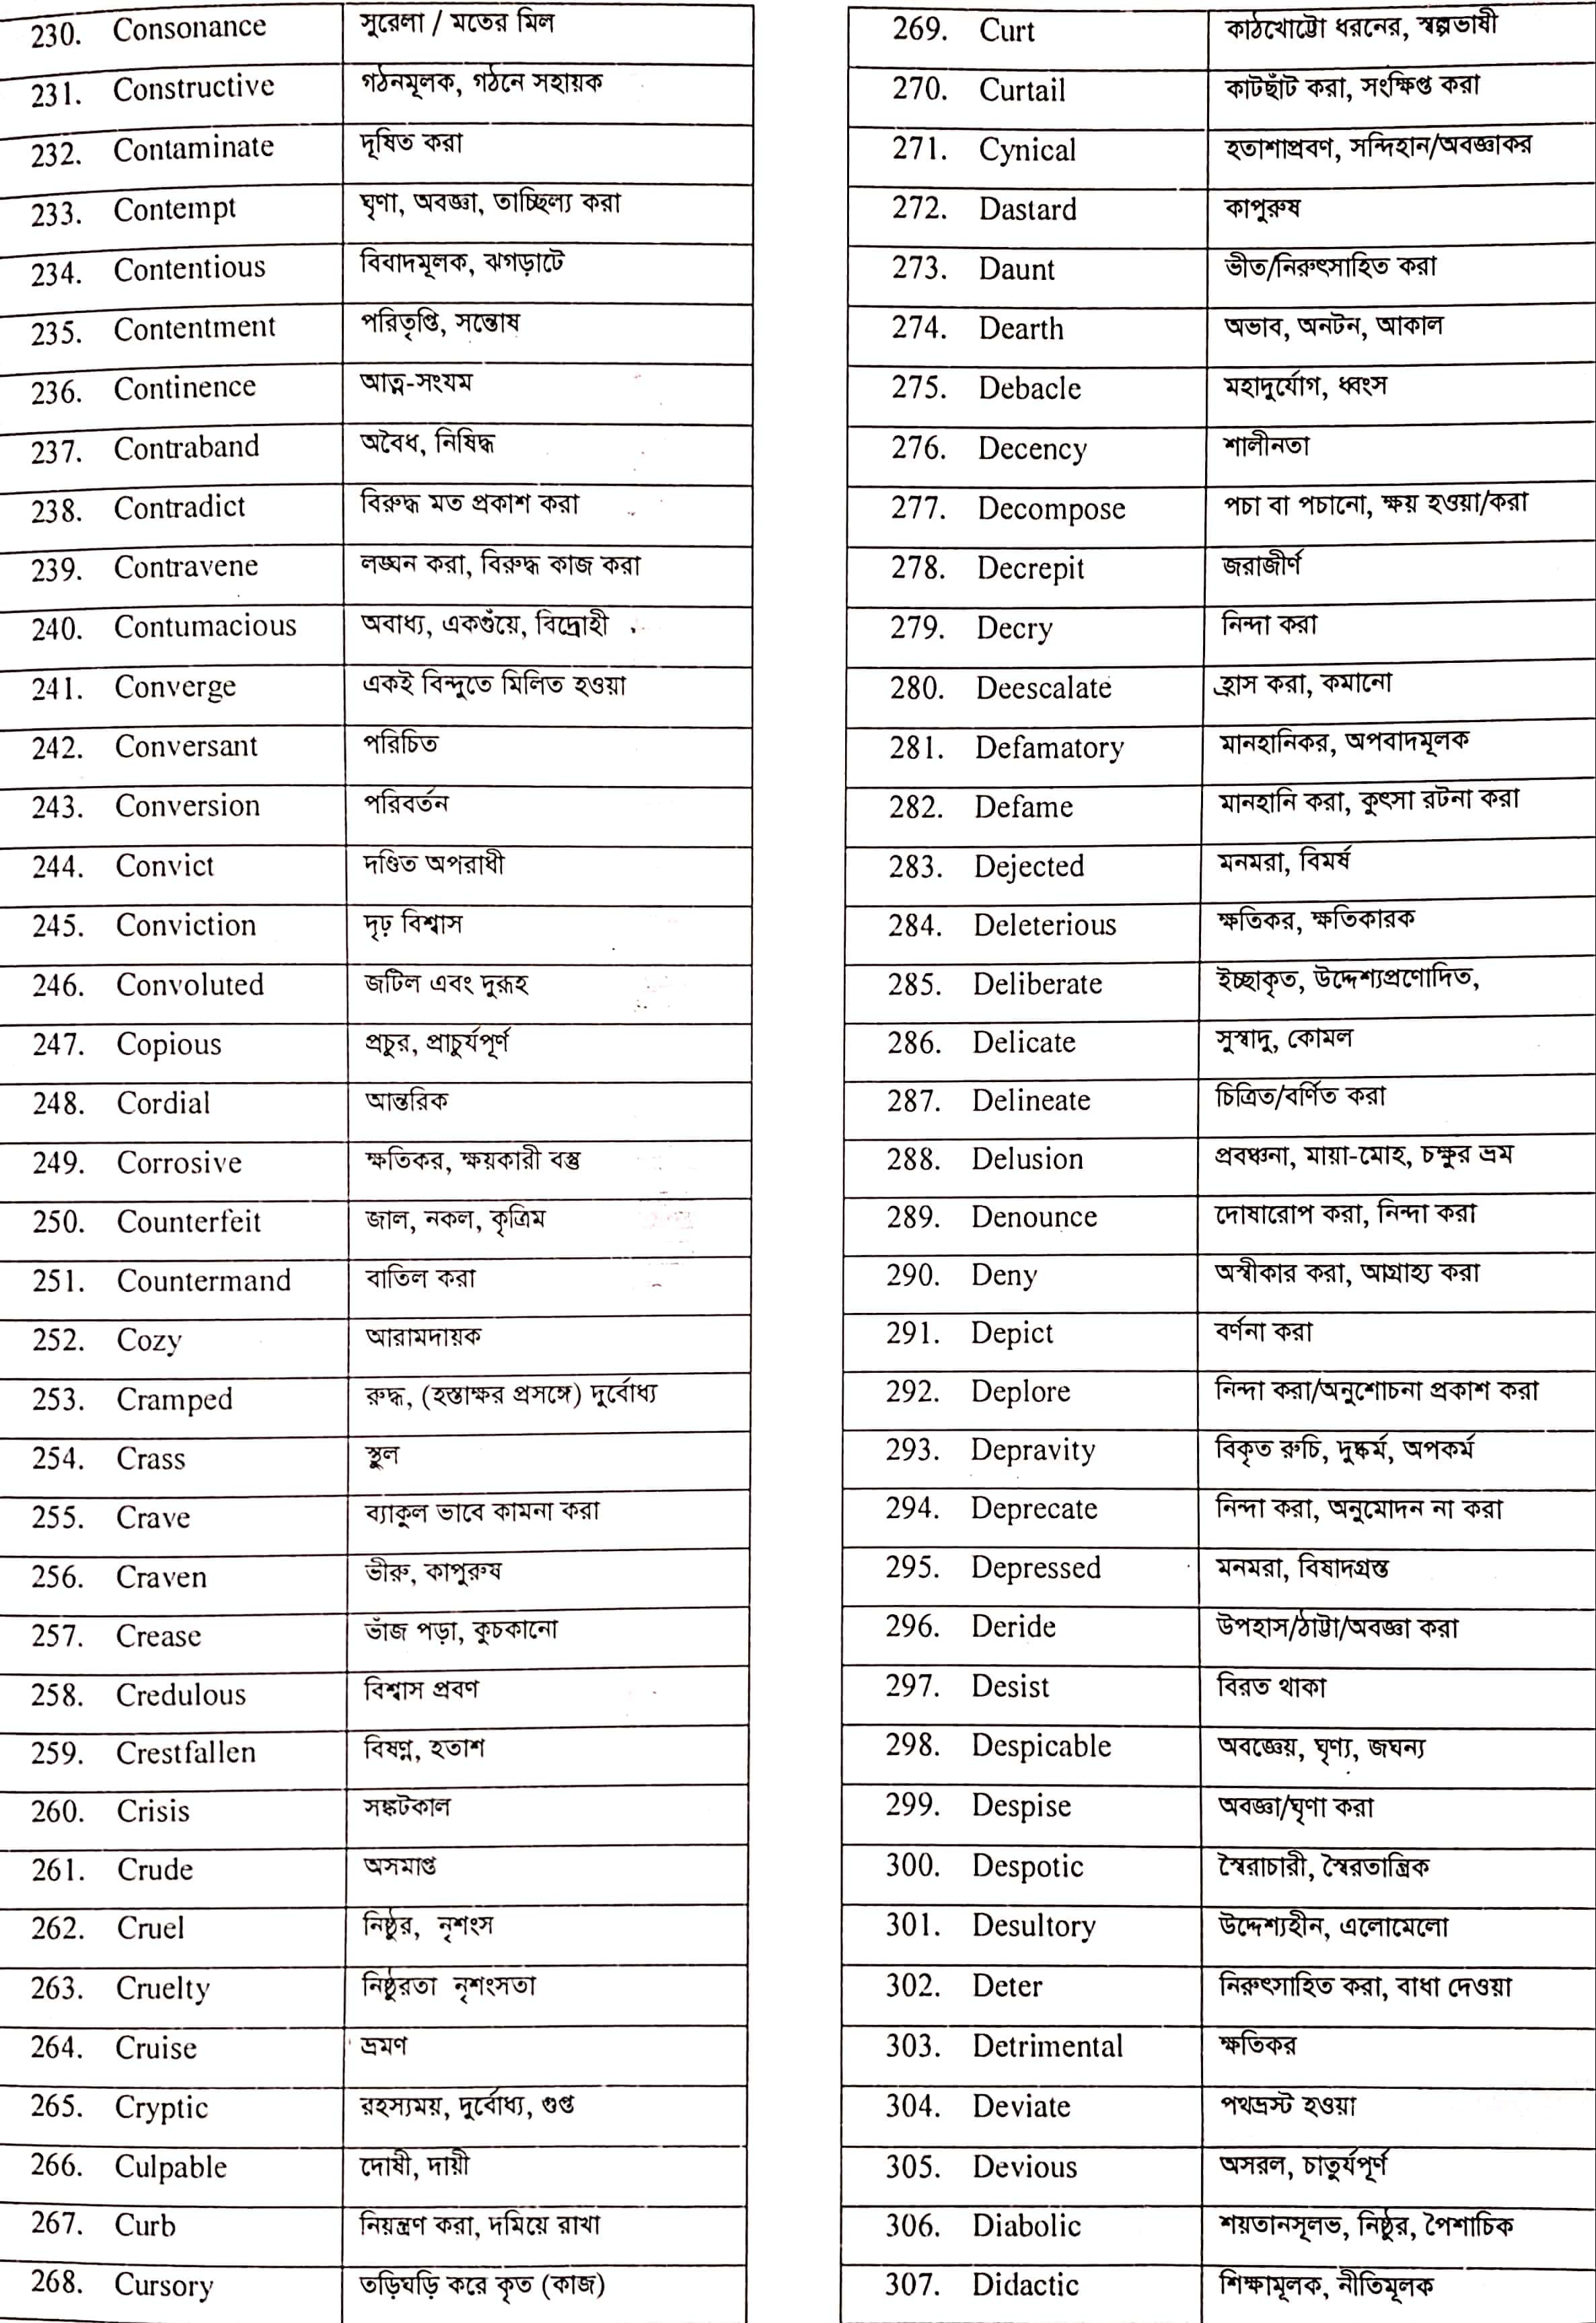 230. Consonance সুরেলা / মতের মিল
231. Constructive গঠনমূলক, গঠনে সহায়ক
232. Contaminate দূষিত করা
233. Contempt ঘৃণা, অবজ্ঞা, তাচ্ছিল্য করা
234. Contentious বিবাদমূলক, ঝগড়াটে
235. Contentment পরিতৃপ্তি, সন্তোষ
236. Continence আত্ন-সংযম
237. Contraband অবৈধ, নিষিদ্ধ
238. Contradict বিরুদ্ধ মত প্রকাশ করা
239. Contravene লঙ্ঘন করা, বিরুদ্ধ কাজ করা
240. Contumacious অবাধ্য, একগুঁয়ে, বিদ্রোহী
241. Converge একই বিন্দুতে মিলিত হওয়া
242. Conversant পরিচিত
243. Conversion পরিবর্তন
244. Convict দণ্ডিত অপরাধী
245. Conviction দৃঢ় বিশ্বাস
246. Convoluted জটিল এবং দুরূহ
247. Copious প্রচুর, প্রাচুর্যপূর্ণ
248. Cordial আন্তরিক
249. Corrosive ক্ষতিকর, ক্ষয়কারী বস্তু
250. Counterfeit জাল, নকল, কৃত্রিম
251. Countermand বাতিল করা
252. Cozy আরামদায়ক
253. Cramped রুদ্ধ, (হস্তাক্ষর প্রসঙ্গে) দুর্বোধ্য
254. Crass স্থুল
255. Crave ব্যাকুল ভাবে কামনা করা
256. Craven ভীরু, কাপুরুষ
257. Crease ভাঁজ পড়া, কুচকানো
258. Credulous বিশ্বাস প্রবণ
259. Crestfallen বিষণ্ণ, হতাশ
260. Crisis সঙ্কটকাল
261. Crude অসমাপ্ত
262. Cruel নিষ্ঠুর, নৃশংস
263. Cruelty নিষ্ঠুরতা নৃশংসতা
264. Cruise ভ্রমণ
265. Cryptic রহস্যময়, দুর্বোধ্য, গুপ্ত
266. Culpable দোষী, দায়ী
267. Curb নিয়ন্ত্রণ করা, দমিয়ে রাখা
268. Cursory তড়িঘড়ি করে কৃত (কাজ)
269. Curt কাঠখোট্টো ধরনের, স্বল্পভাষী
270. Curtail কাটছাঁট করা, সংক্ষিপ্ত করা
271. Cynical হতাশাপ্রবণ, সন্দিহান/অবজ্ঞাকর
272. Dastard কাপুরুষ
273. Daunt ভীত/নিরুৎসাহিত করা
274. Dearth অভাব, অনটন, আকাল
275. Debacle মহাদুর্যোগ, ধ্বংস
276. Decency শালীনতা
277. Decompose পচা বা পচানো, ক্ষয় হওয়া/করা
278. Decrepit জরাজীর্ণ
279. Decry নিন্দা করা
280. Deescalate হ্রাস করা, কমানো
281. Defamatory মানহানিকর, অপবাদমূলক
282. Defame মানহানি করা, কুৎসা রটনা করা
283. Dejected মনমরা, বিমর্ষ
284. Deleterious ক্ষতিকর, ক্ষতিকারক
285. Deliberate ইচ্ছাকৃত, উদ্দেশ্যপ্রণোদিত,
286. Delicate সুস্বাদু, কোমল
287. Delineate চিত্রিত/বর্ণিত করা
288. Delusion প্রবঞ্চনা, মায়া-মোহ, চক্ষুর ভ্রম
289. Denounce দোষারোপ করা, নিন্দা করা
290. Deny অস্বীকার করা, আগ্রাহ্য করা
291. Depict বর্ণনা করা
292. Deplore নিন্দা করা/অনুশোচনা প্রকাশ করা
293. Depravity বিকৃত রুচি, দুষ্কর্ম, অপকর্ম
294. Deprecate নিন্দা করা, অনুমোদন না করা
295. Depressed মনমরা, বিষাদগ্রস্ত
296. Deride উপহাস/ঠাট্টা/অবজ্ঞা করা
297. Desist বিরত থাকা
298. Despicable অবজ্ঞেয়, ঘৃণ্য, জঘন্য
299. Despise অবজ্ঞা/ঘৃণা করা
300. Despotic স্বৈরাচারী, স্বৈরতান্ত্রিক
301. Desultory উদ্দেশ্যহীন, এলোমেলো
302. Deter নিরুৎসাহিত করা, বাধা দেওয়া
303. Detrimental ক্ষতিকর
304. Deviate পথভ্রস্ট হওয়া
305. Devious অসরল, চাতুর্যপূর্ণ
306. Diabolic শয়তানসূলভ, নিষ্ঠুর, পৈশাচিক
307. Didactic শিক্ষামূলক, নীতিমূলক